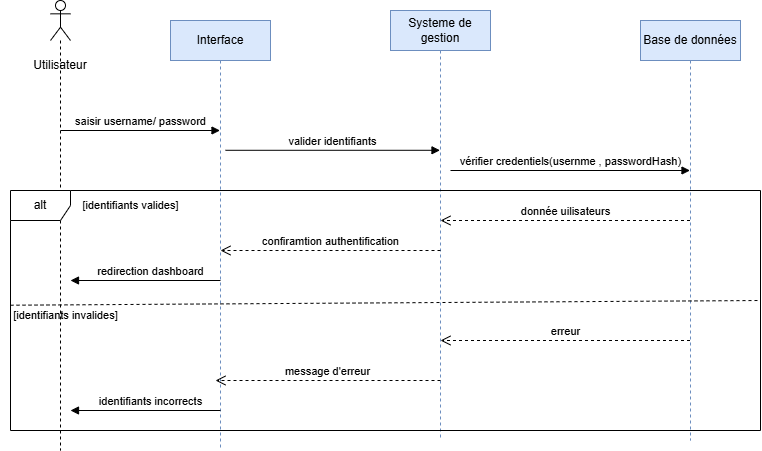 Utilisateur
Interface
Systeme de
gestion
Base de données
saisir username/ password
valider identifiants
vérifier credentiels(usernme , passwordHash)
alt
[identifiants valides]
donnée uilisateurs
confiramtion authentification
redirection dashboard
[identifiants invalides]
erreur
message d'erreur
identifiants incorrects